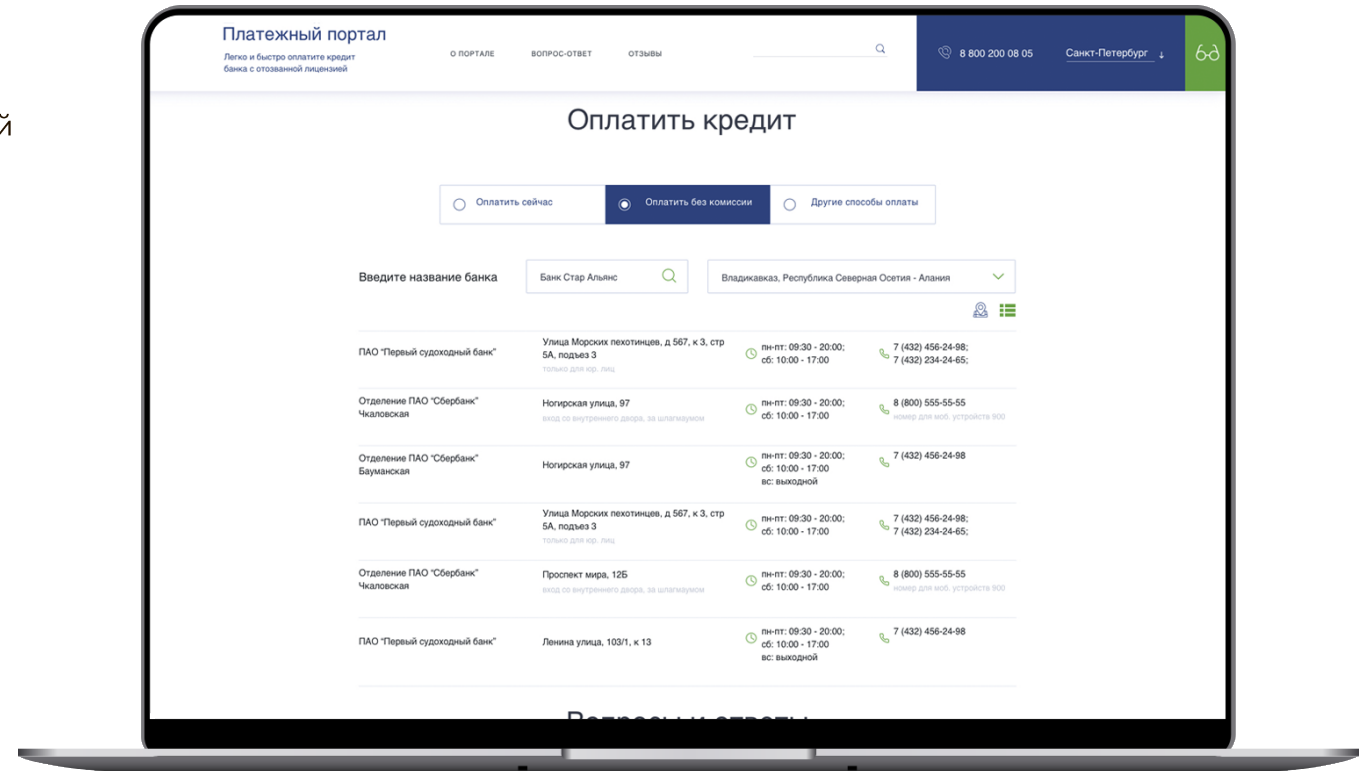 Платежный портал
Легко и быстро оплатите кредит
банка с отозванной лицензией
О ПОРТАЛЕ
ВОПРОС-ОТВЕТ
ОТЗЫВЫ
8 800 200 08 05
Санкт-Петербург
й
Оплатить кредит
Оплатить сейчас
Оплатить без комиссии
Другие способы оплаты
Введите название банка
Банк Стар Альянс
Владикавказ, Республика Северная Осетия - Алания
ПАО "Первый судоходный банк"
Улица Морских пехотинцев, д 567, к 3, стр
5А, подъез 3
только для юр. лиц
пн-пт: 09:30 - 20:00;
сб: 10:00 - 17:00
7 (432) 456-24-98;
7 (432) 234-24-65;
Отделение ПАО "Сбербанк"
Чкаловская
Ногирская улица, 97
вход со внутреннего двора, за шлагмаумом
пн-пт: 09:30 - 20:00;
сб: 10:00 - 17:00
8 (800) 555-55-55
номер для моб. устройств 900
Отделение ПАО "Сбербанк"
Бауманская
Ногирская улица, 97
пн-пт: 09:30 - 20:00;
сб: 10:00 - 17:00
вс: выходной
7 (432) 456-24-98
ПАО "Первый судоходный банк"
Улица Морских пехотинцев, д 567, к 3, стр
5А, подъез 3
только для юр. лиц
пн-пт: 09:30 - 20:00;
сб: 10:00 - 17:00
7 (432) 456-24-98;
7 (432) 234-24-65;
Отделение ПАО "Сбербанк"
Чкаловская
Проспект мира, 12Б
вход со внутреннего двора, за шлагмаумом
пн-пт: 09:30 - 20:00;
сб: 10:00 - 17:00
8 (800) 555-55-55
номер для моб. устройств 900
ПАО "Первый судоходный банк"
Ленина улица, 103/1, к 13
пн-пт: 09:30 - 20:00;
сб: 10:00 - 17:00
вс: выходной
7 (432) 456-24-98
Вопросы и ответы